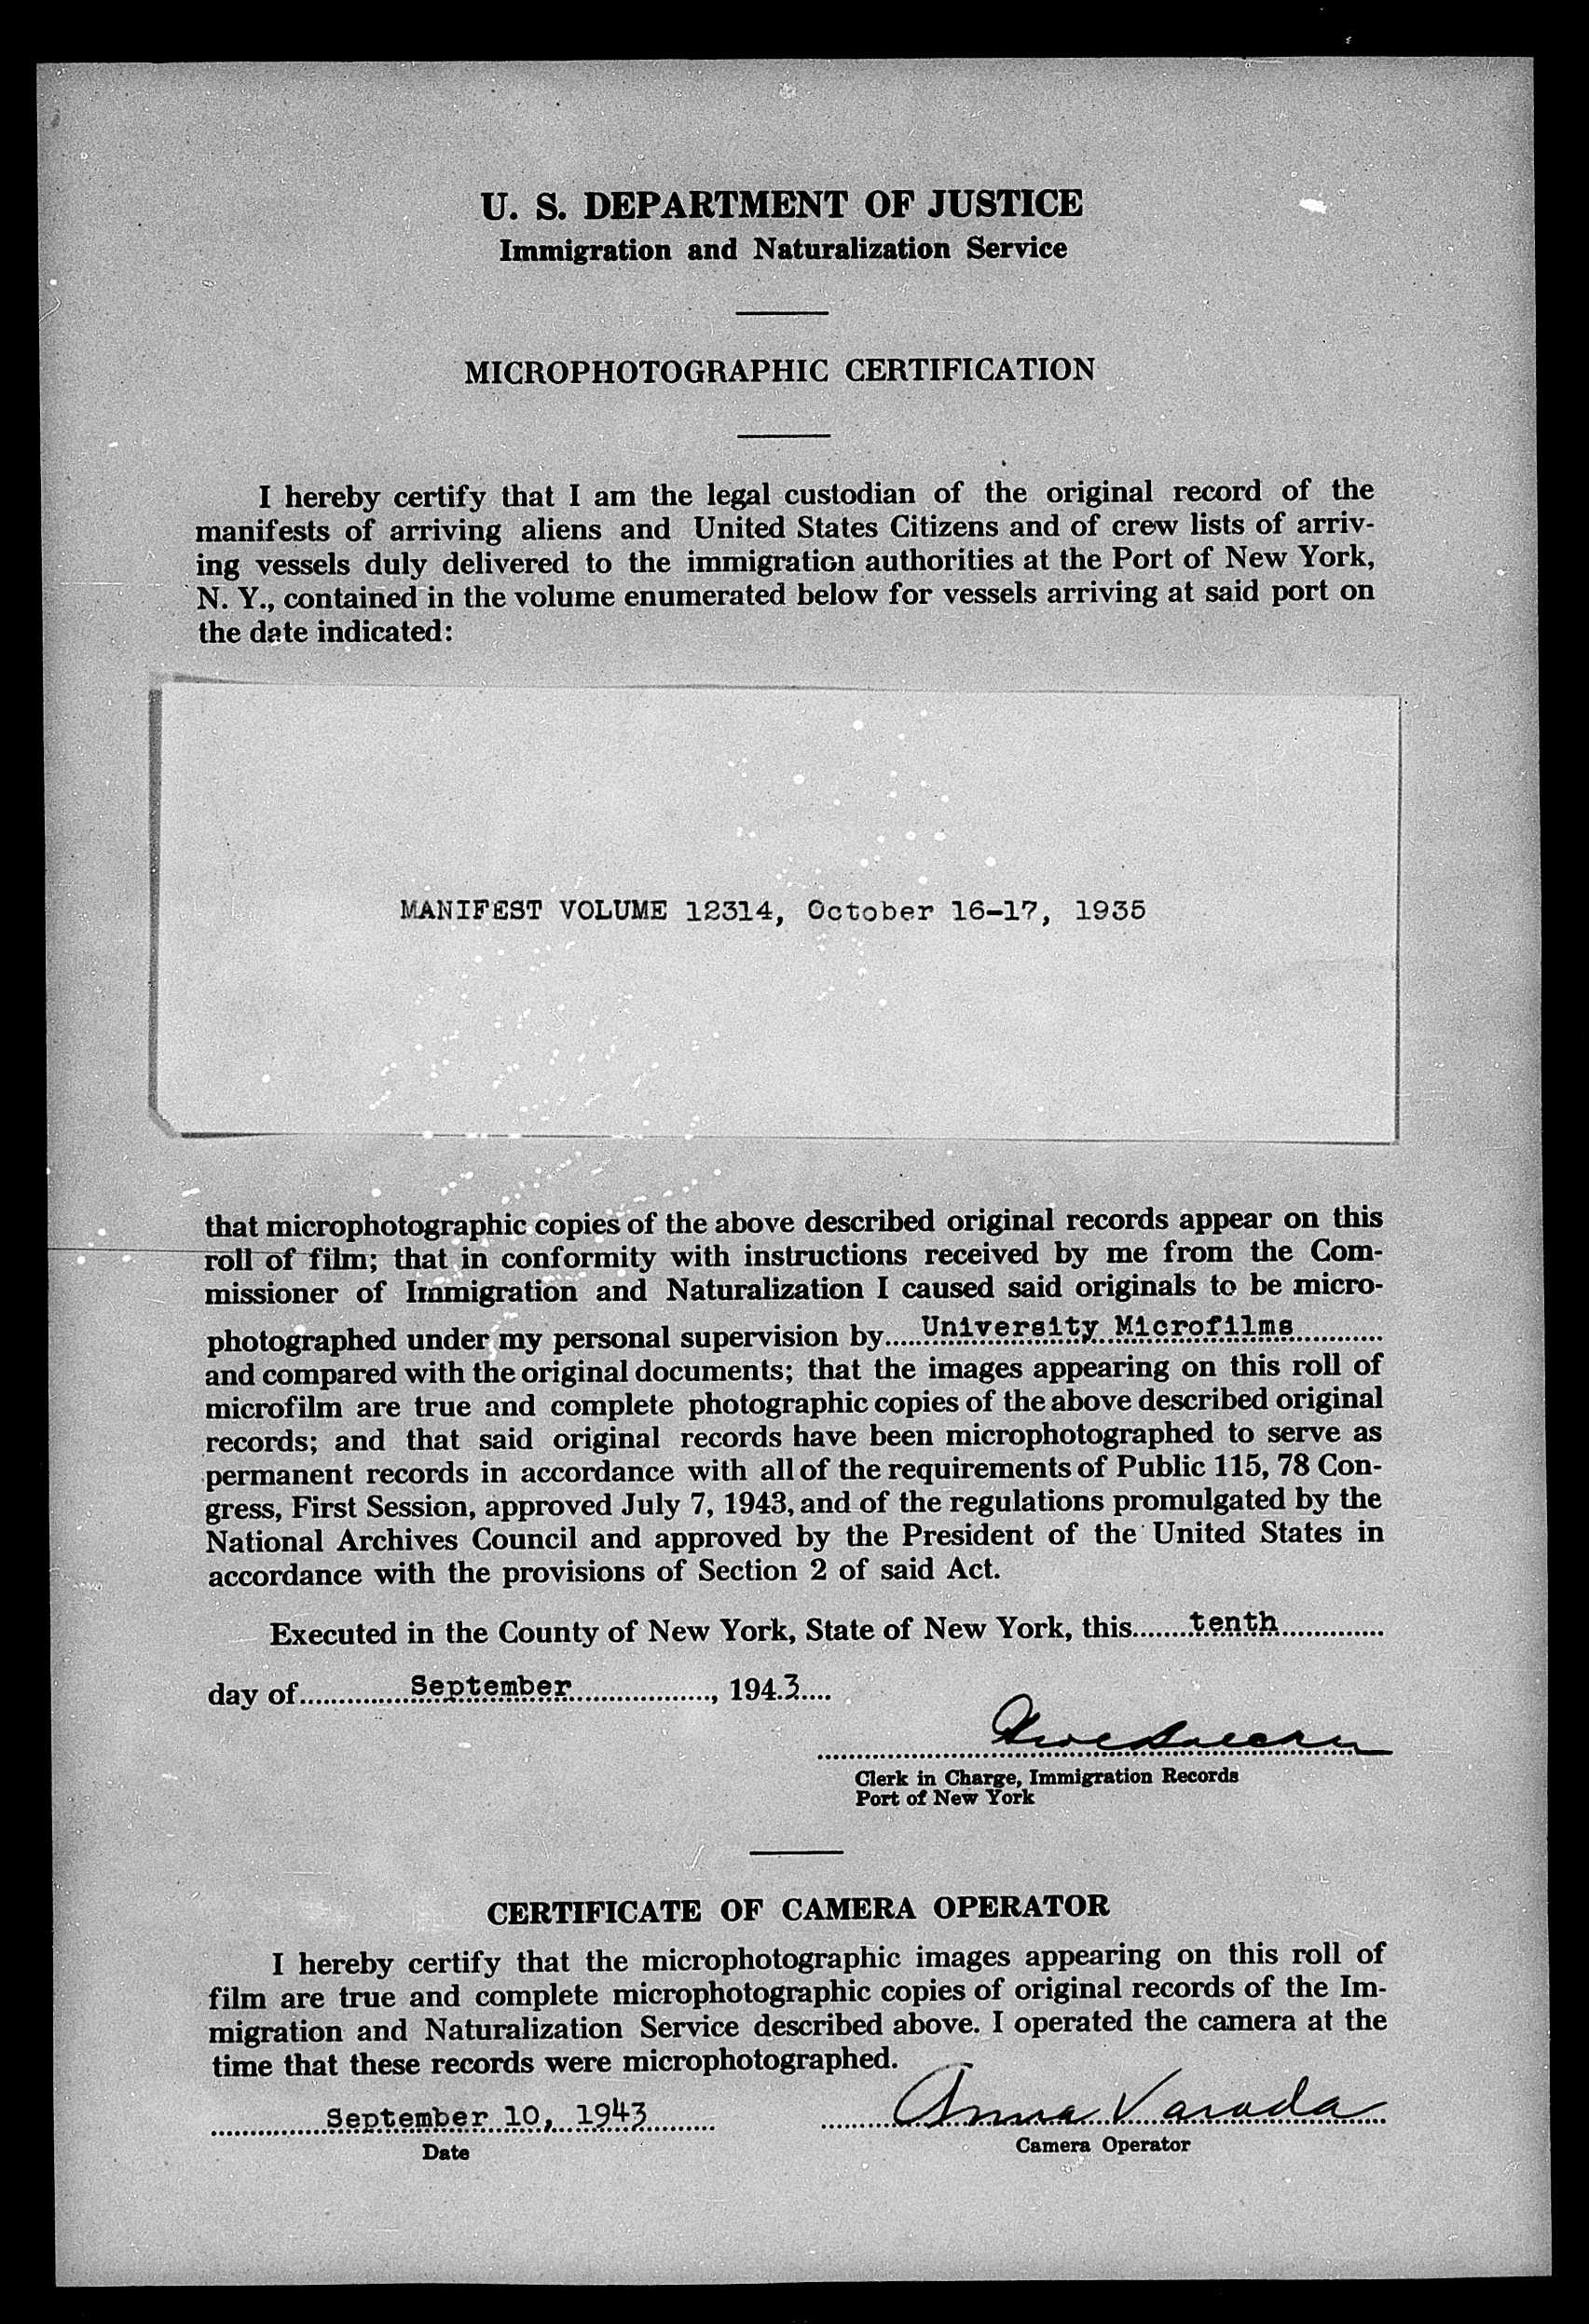 U. S. DEPARTMENT OF JUSTICE
Immigration and Naturalization Service
MICROPHOTOGRAPHIC CERTIFICATION
I hereby certify that I am the legal custodian of the original record of the
manifests of arriving aliens and United States Citizens and of crew lists of arriv-
ing vessels duly delivered to the immigration authorities at the Port of New York,
N. Y., contained in the volume enumerated below for vessels arriving at said port on
the date indicated:
MANIFEST VOLUME 12314, October 16-17, 1935
that microphotographic copies of the above described original records appear on this
roll of film; that in conformity with instructions received by me from the Com-
missioner of Immigration and Naturalization I caused said originals to be micro-
photographed under my personal supervision by.....University Microfilms...........
and compared with the original documents; that the images appearing on this roll of
microfilm are true and complete photographic copies of the above described original
records; and that said original records have been microphotographed to serve as
permanent records in accordance with all of the requirements of Public 115, 78 Con-
gress, First Session, approved July 7, 1943, and of the regulations promulgated by the
National Archives Council and approved by the President of the United States in
accordance with the provisions of Section 2 of said Act.
Executed in the County of New York, State of New York, this.......tenth.............
day of..............September.................., 194.3....
Clerk in Charge, Immigration Records
Port of New York
CERTIFICATE OF CAMERA OPERATOR
I hereby certify that the microphotographic images appearing on this roll of
film are true and complete microphotographic copies of original records of the Im-
migration and Naturalization Service described above. I operated the camera at the
time that these records were microphotographed.
September 10, 1943 Anna Varada
Date Camera Operator